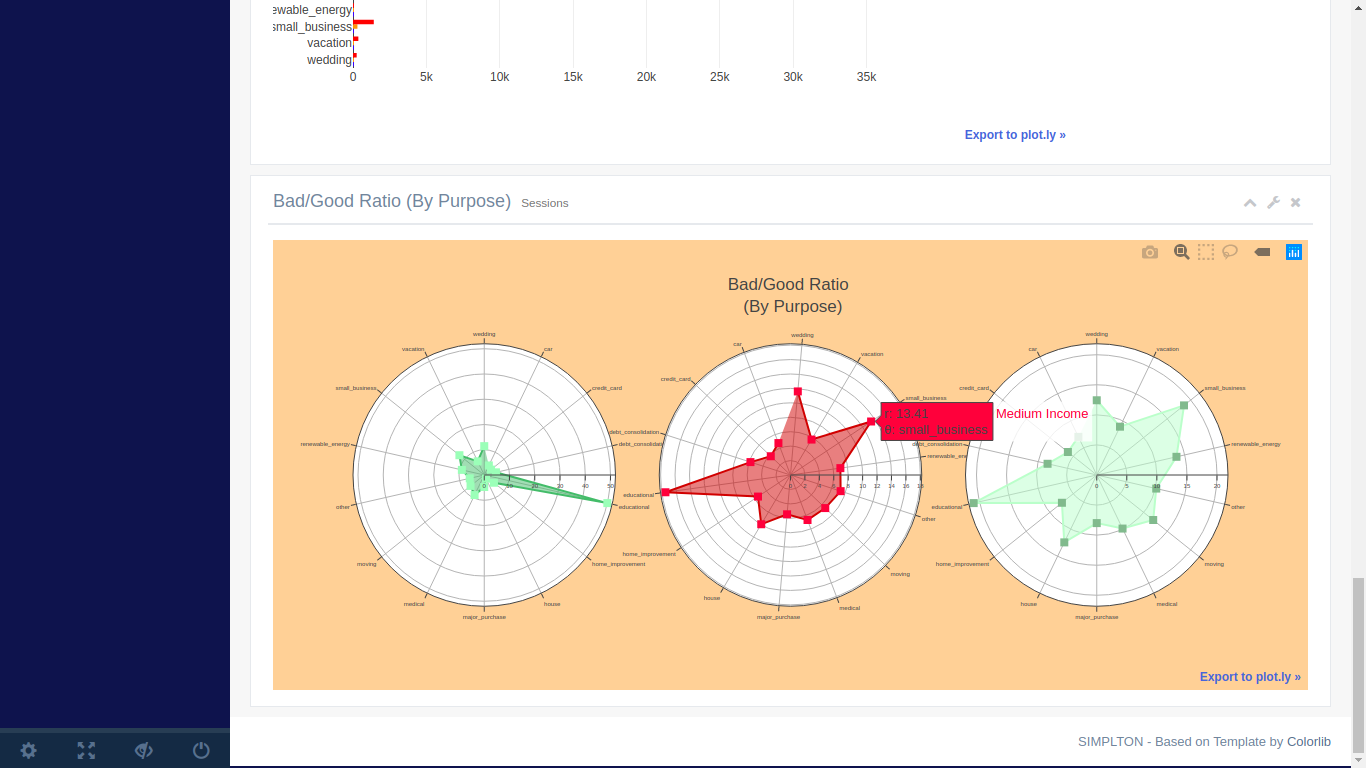 ewable_energy
small_business
vacation
wedding
0 5k 10k 15k 20k 25k 30k 35k
Export to plot.ly »
Bad/Good Ratio (By Purpose) Sessions
Bad/Good Ratio
(By Purpose)
wedding
car
credit_card
debt_consolidati
educational
home_improvement
house
major_purchase
medical
moving
other
renewable_energy
small_business
vacation
0 10 20 30 40 50
wedding
vacation
small_business
renewable_en
other
moving
medical
major_purchase
house
home_improvement
educational
debt_consolidation
credit_card
car
0 2 4 6 8 10 12 14 16 18
r: 13.41
θ: small_business
Medium Income
wedding
vacation
small_business
renewable_energy
other
moving
medical
major_purchase
house
home_improvement
educational
debt_consolidation
credit_card
car
0 5 10 15 20
Export to plot.ly »
SIMPLTON - Based on Template by Colorlib